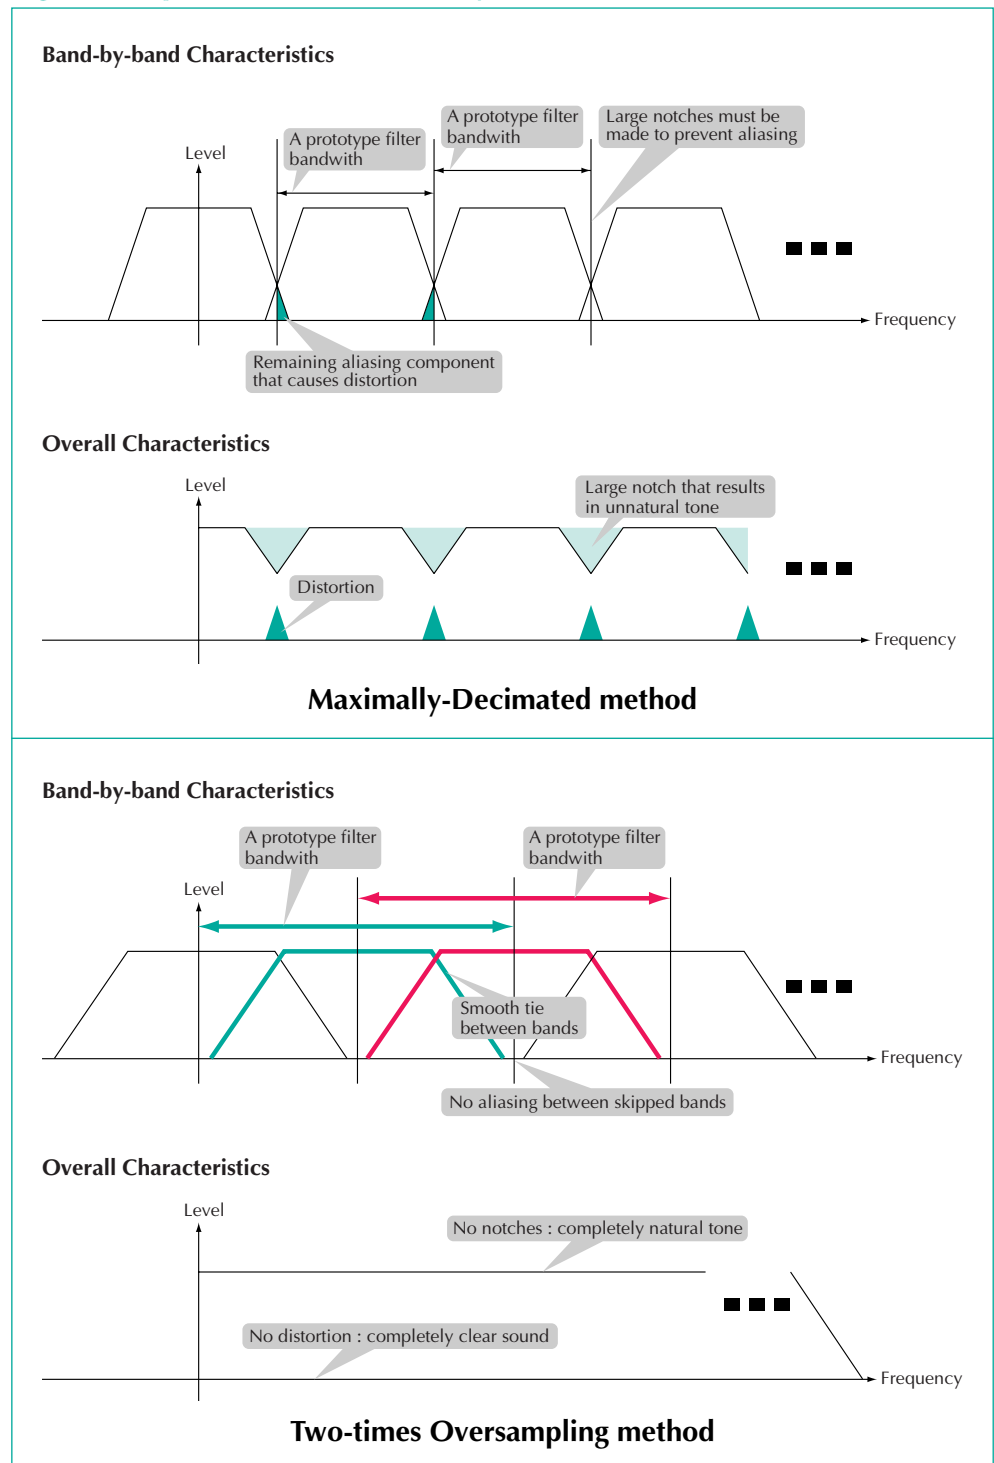 Band-by-band Characteristics
A prototype filter
bandwith
A prototype filter
bandwith
Large notches must be
made to prevent aliasing
Level
Frequency
Remaining aliasing component
that causes distortion
Overall Characteristics
Level
Large notch that results
in unnatural tone
Distortion
Frequency
Maximally-Decimated method
Band-by-band Characteristics
A prototype filter
bandwith
A prototype filter
bandwith
Level
Smooth tie
between bands
Frequency
No aliasing between skipped bands
Overall Characteristics
Level
No notches : completely natural tone
No distortion : completely clear sound
Frequency
Two-times Oversampling method